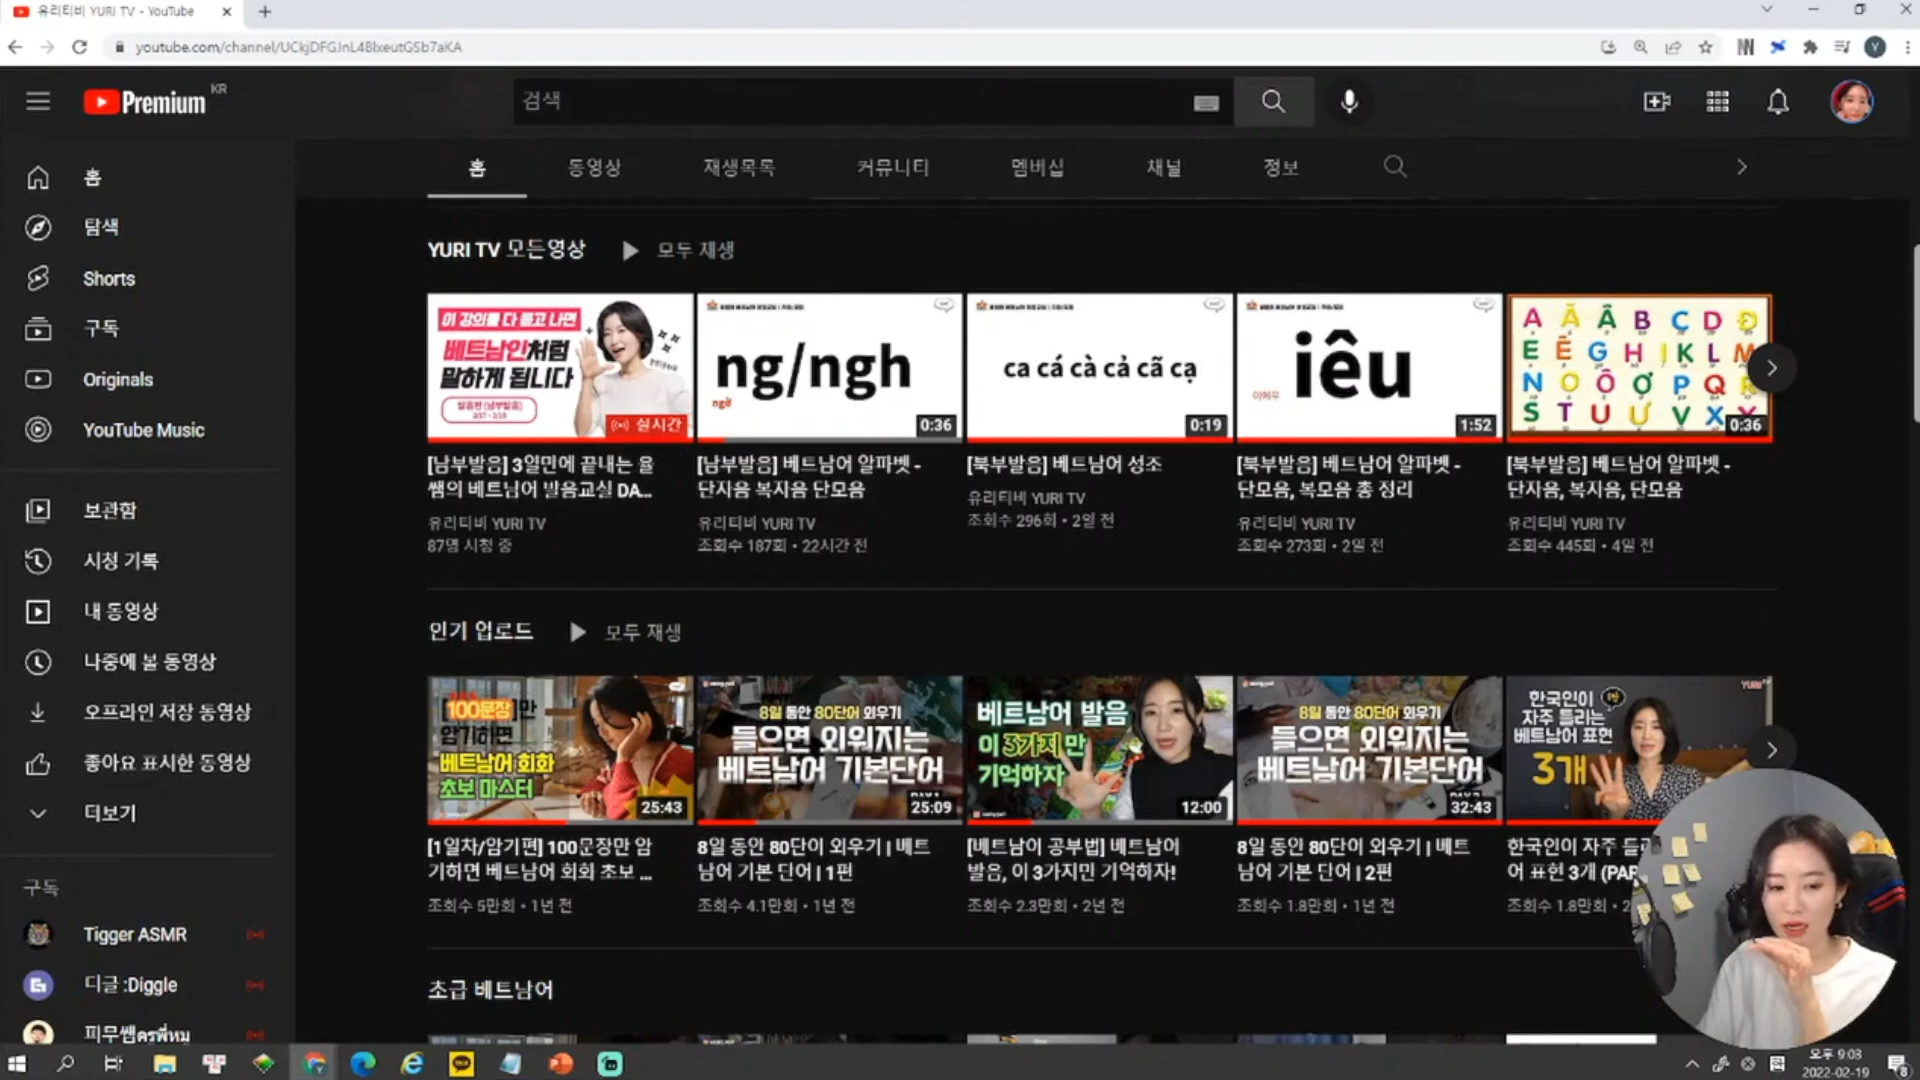 유리티비 YURI TV - YouTube
youtube.com/channel/UCkjDFGJnL4BlxeutGSb7aKA
Premium KR
검색
홈
탐색
Shorts
구독
Originals
YouTube Music
보관함
시청 기록
내 동영상
나중에 볼 동영상
오프라인 저장 동영상
좋아요 표시한 동영상
더보기
구독
Tigger ASMR
디글 :Diggle
피무쌤ครูพี่หมู
홈 동영상 재생목록 커뮤니티 멤버십 채널 정보
YURI TV 모든영상 모두 재생
이 강의를 다 듣고 나면
베트남인처럼
말하게 됩니다
실시간
ng/ngh
ngờ
0:36
ca cá cà cả cã cạ
0:19
iêu
1:52
A Ă Â B C D Đ
E Ê G H I K L M
N O Ô Ơ P Q R
S T U Ư V X Y
0:36
[남부발음] 3일만에 끝내는 율
쌤의 베트남어 발음교실 DA...
유리티비 YURI TV
87명 시청 중
[남부발음] 베트남어 알파벳 -
단자음 복자음 단모음
유리티비 YURI TV
조회수 187회 • 22시간 전
[북부발음] 베트남어 성조
유리티비 YURI TV
조회수 296회 • 2일 전
[북부발음] 베트남어 알파벳 -
단모음, 복모음 총 정리
유리티비 YURI TV
조회수 273회 • 2일 전
[북부발음] 베트남어 알파벳 -
단자음, 복자음, 단모음
유리티비 YURI TV
조회수 445회 • 4일 전
인기 업로드 모두 재생
100문장만
암기하면
베트남어 회화
초보 마스터
25:43
8일 동안 80단어 외우기
들으면 외워지는
베트남어 기본단어
25:09
베트남어 발음
이 3가지만
기억하자
12:00
8일 동안 80단어 외우기
들으면 외워지는
베트남어 기본단어
32:43
한국인이
자주 틀리는
베트남어 표현
3개
[1일차/암기편] 100문장만 암
기하면 베트남어 회화 초보 ...
조회수 5만회 • 1년 전
8일 동안 80단어 외우기 | 베트
남어 기본 단어 | 1편
조회수 4.1만회 • 1년 전
[베트남어 공부법] 베트남어
발음, 이 3가지만 기억하자!
조회수 2.3만회 • 2년 전
8일 동안 80단어 외우기 | 베트
남어 기본 단어 | 2편
조회수 1.8만회 • 1년 전
한국인이 자주 틀리
어 표현 3개 (PAR
조회수 1.8만회 • 2
초급 베트남어
오후 9:03
2022-02-19